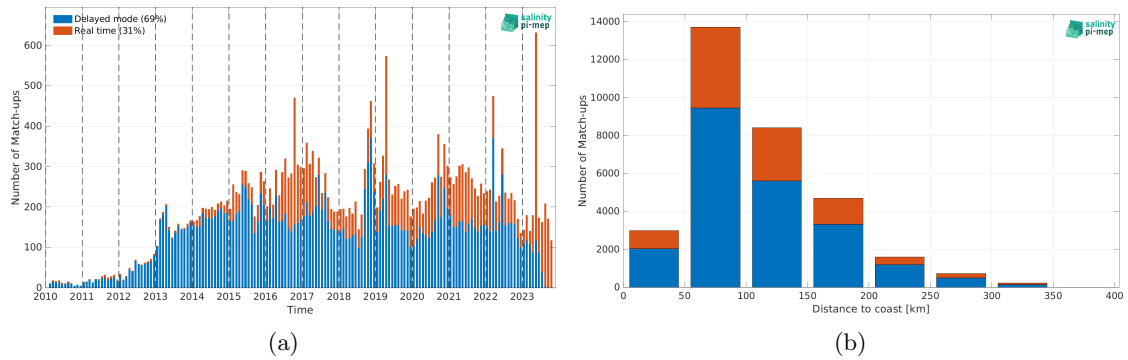 Delayed mode (69%)
Real time (31%)
salinity
pi-mep
600
500
400
300
200
100
0
Number of Match-ups
2010 2011 2012 2013 2014 2015 2016 2017 2018 2019 2020 2021 2022 2023
Time
(a)
salinity
pi-mep
14000
12000
10000
8000
6000
4000
2000
0
Number of Match-ups
0 50 100 150 200 250 300 350 400
Distance to coast [km]
(b)